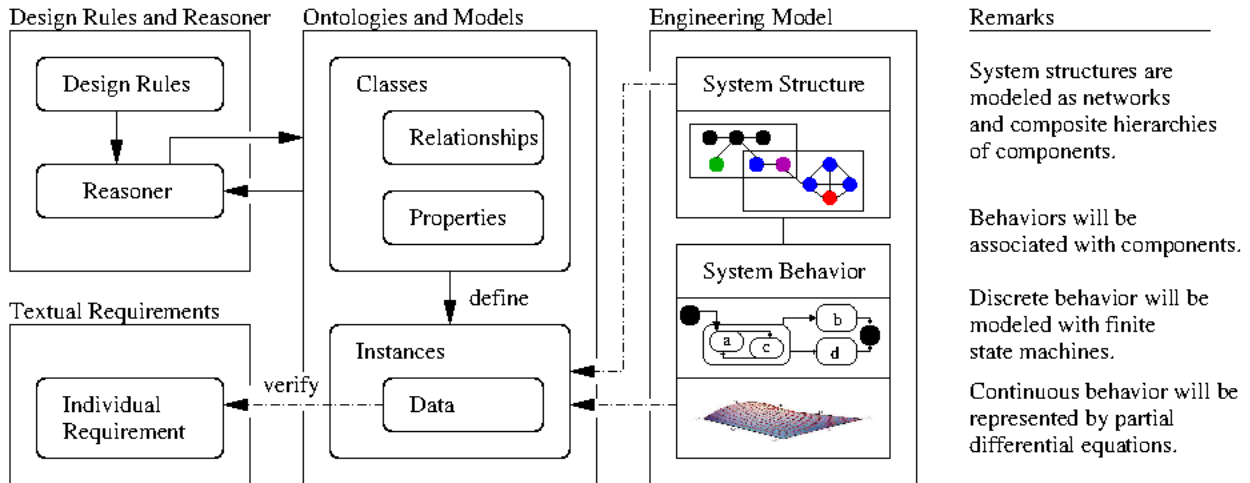 Design Rules and Reasoner
Design Rules
Reasoner
Textual Requirements
Individual
Requirement
verify
Ontologies and Models
Classes
Relationships
Properties
define
Instances
Data
Engineering Model
System Structure
System Behavior
a
c
b
d
Remarks
System structures are
modeled as networks
and composite hierarchies
of components.
Behaviors will be
associated with components.
Discrete behavior will be
modeled with finite
state machines.
Continuous behavior will be
represented by partial
differential equations.